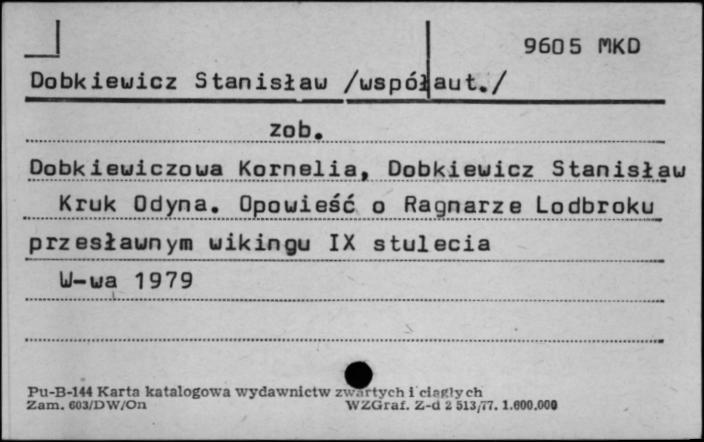 9605 MKD
Dobkiewicz Stanisław /współaut./
zob.
Dobkiewiczowa Kornelia, Dobkiewicz Stanisław
Kruk Odyna. Opowieść o Ragnarze Lodbroku
przesławnym wikingu IX stulecia
W-wa 1979
Pu-B-144 Karta katalogowa wydawnictw zwartych i ciągłych
Zam. 603/DW/On WZGraf. Z-d 2 513/77. 1.600.000